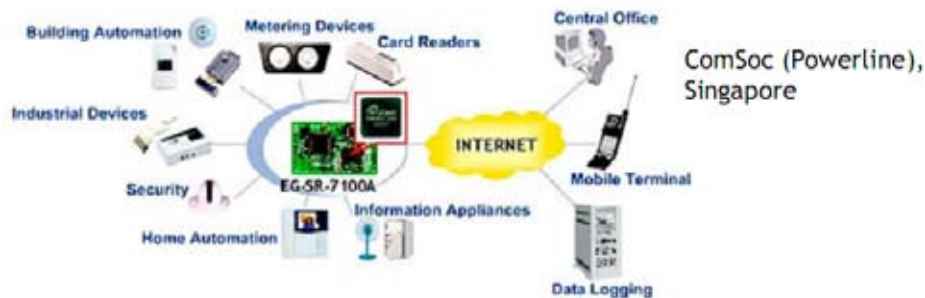 Metering Devices
Central Office
Building Automation
Card Readers
ComSoc (Powerline),
Singapore
Industrial Devices
INTERNET
EG-SR-7100A
Security
Mobile Terminal
Information Appliances
Home Automation
Data Logging